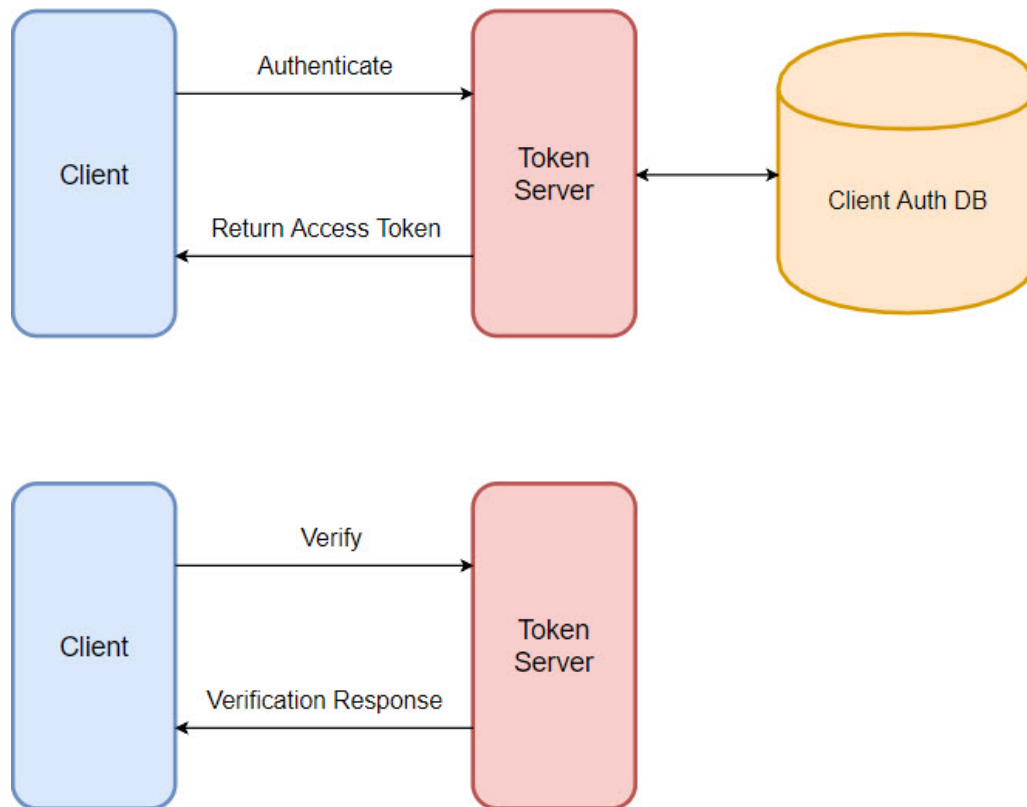 Authenticate
Client
Token
Server
Client Auth DB
Return Access Token
Verify
Client
Token
Server
Verification Response